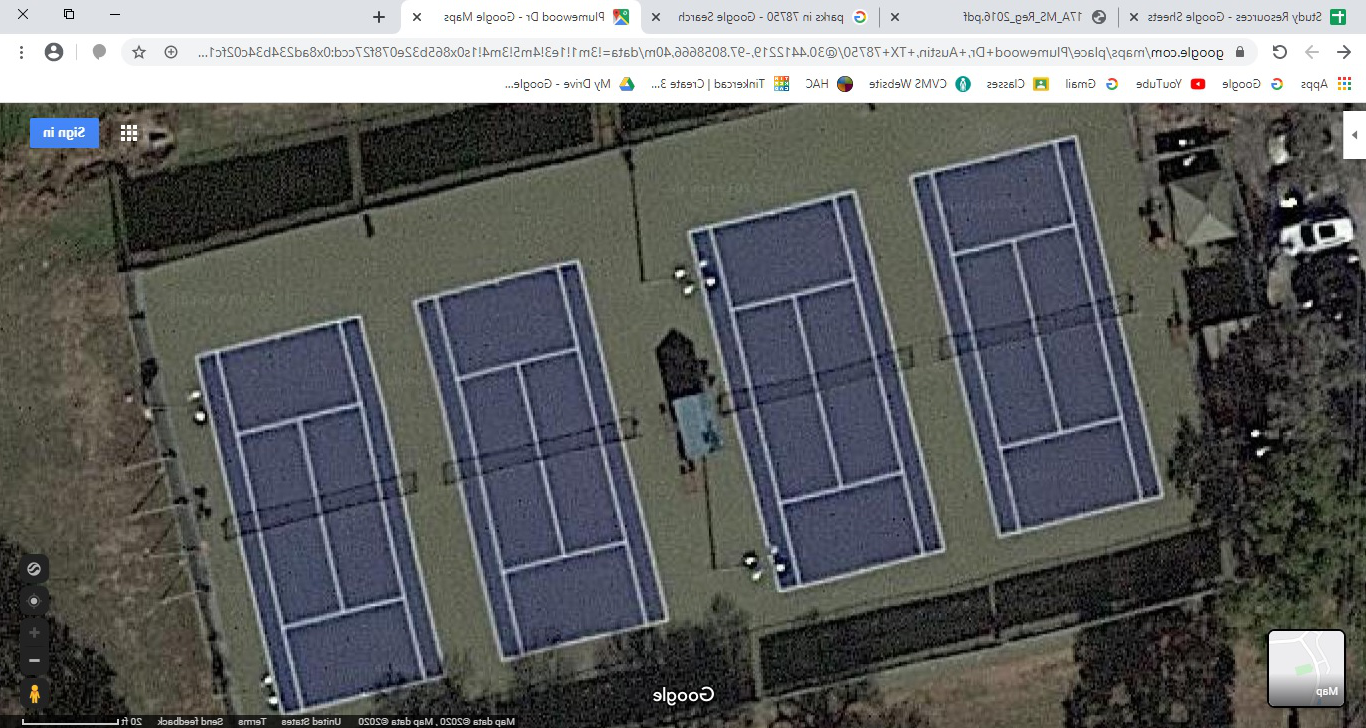 Study Resources - Google Sheets
17A_MS_Reg_2016.pdf
parks in 78750 - Google Search
Plumewood Dr - Google Maps
google.com/maps/place/Plumewood+Dr,+Austin,+TX+78750/@30.4412219,-97.8058666,40m/data=!3m1!1e3!4m5!3m4!1s0x865b32e078f27ccd:0x8ad234b34c02fc1...
Apps Google YouTube Gmail Classes CVMS Website HAC Tinkercad | Create 3... My Drive - Google...
Sign in
Map
Google
Map data ©2020 , Map data ©2020 United States Terms Send feedback 20 ft